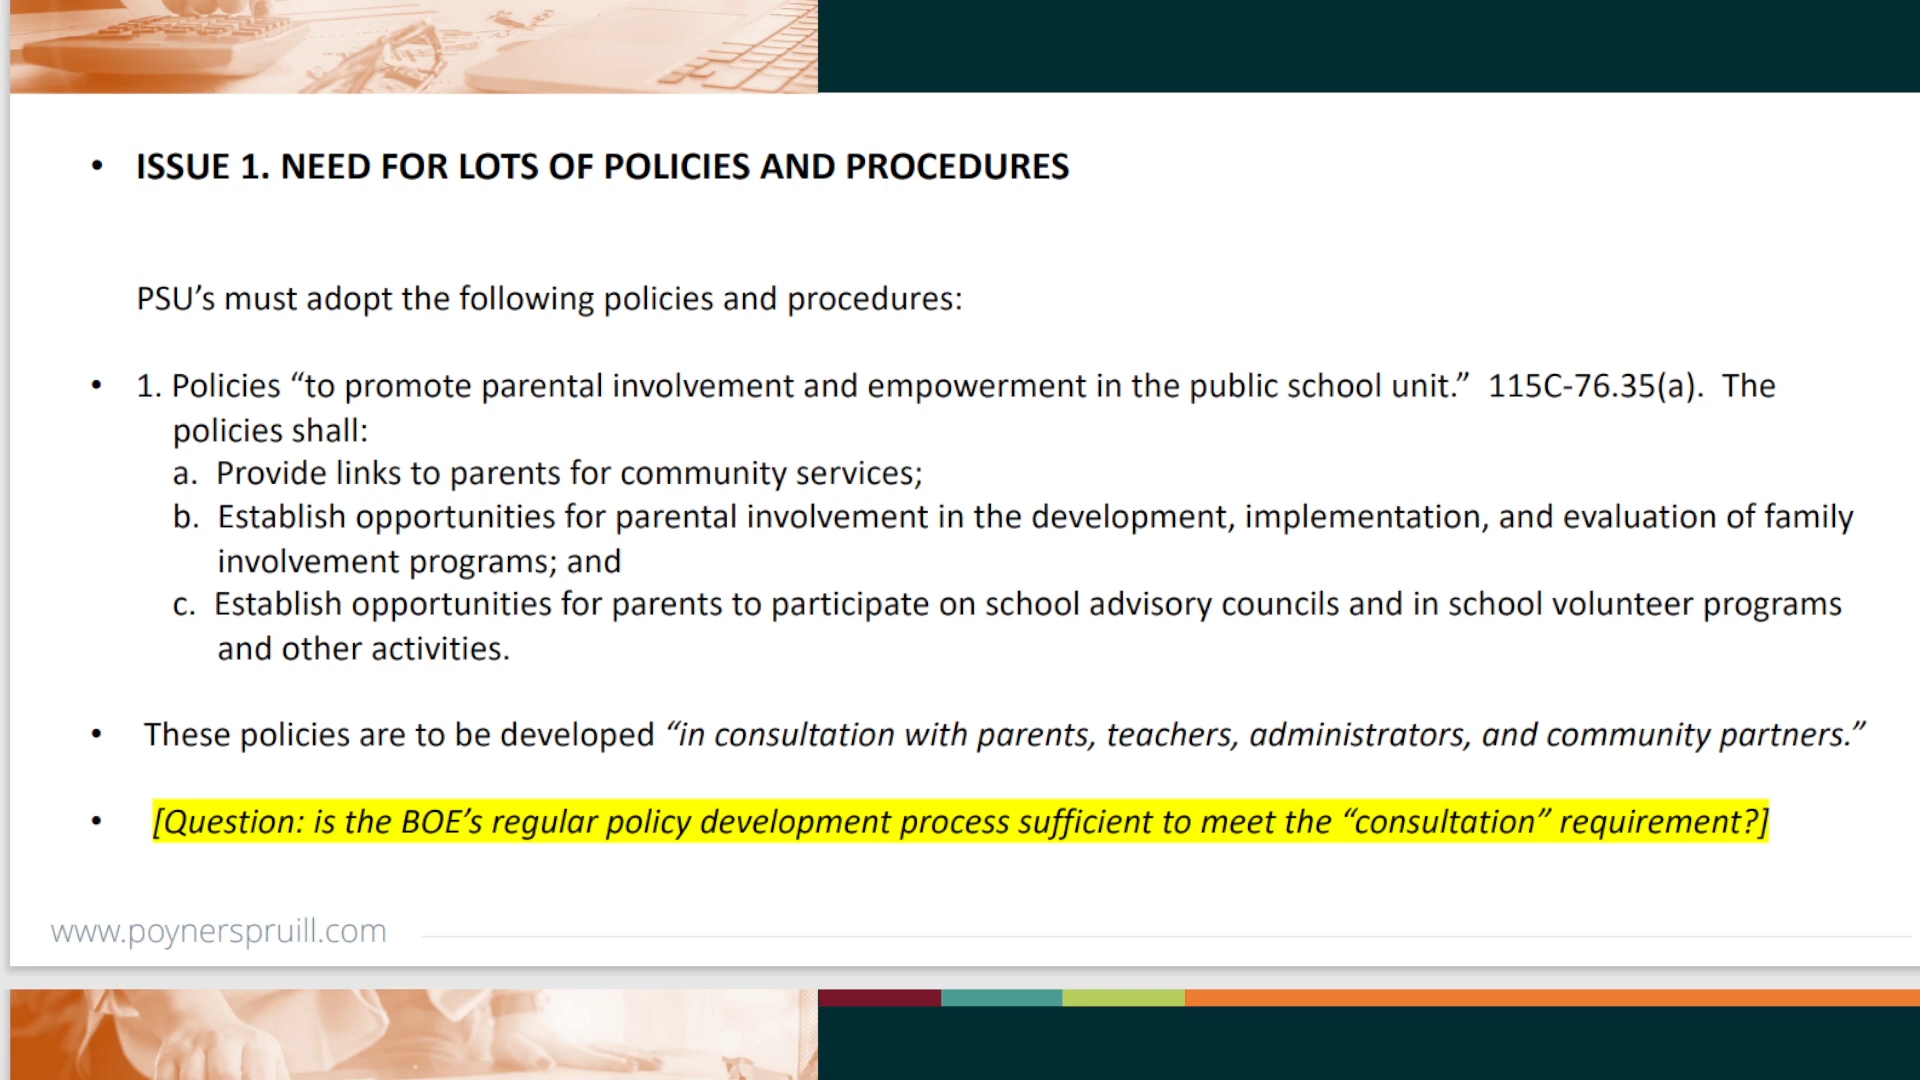 • ISSUE 1. NEED FOR LOTS OF POLICIES AND PROCEDURES
PSU’s must adopt the following policies and procedures:
• 1. Policies “to promote parental involvement and empowerment in the public school unit.”  115C-76.35(a).  The
policies shall:
a.  Provide links to parents for community services;
b.  Establish opportunities for parental involvement in the development, implementation, and evaluation of family
involvement programs; and
c.  Establish opportunities for parents to participate on school advisory councils and in school volunteer programs
and other activities.
• These policies are to be developed “in consultation with parents, teachers, administrators, and community partners.”
• [Question: is the BOE’s regular policy development process sufficient to meet the “consultation” requirement?]
www.poynerspruill.com